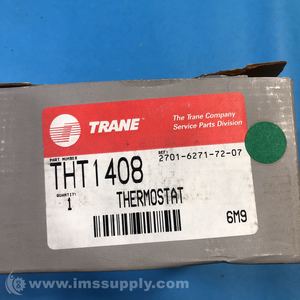 TRANE
The Trane Company
Service Parts Division
PART NUMBER
REF:
2701-6271-72-07
THT1408
QUANTITY
1
THERMOSTAT
6M9
© www.imssupply.com